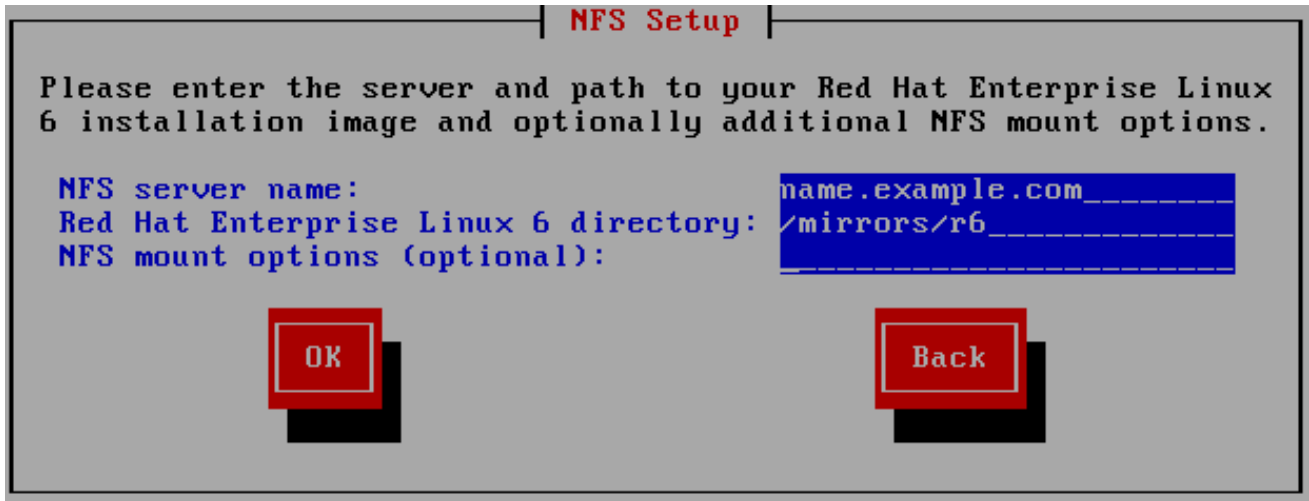 NFS Setup
Please enter the server and path to your Red Hat Enterprise Linux
6 installation image and optionally additional NFS mount options.
NFS server name: name.example.com________
Red Hat Enterprise Linux 6 directory: /mirrors/r6_____________
NFS mount options (optional): ________________________
OK Back